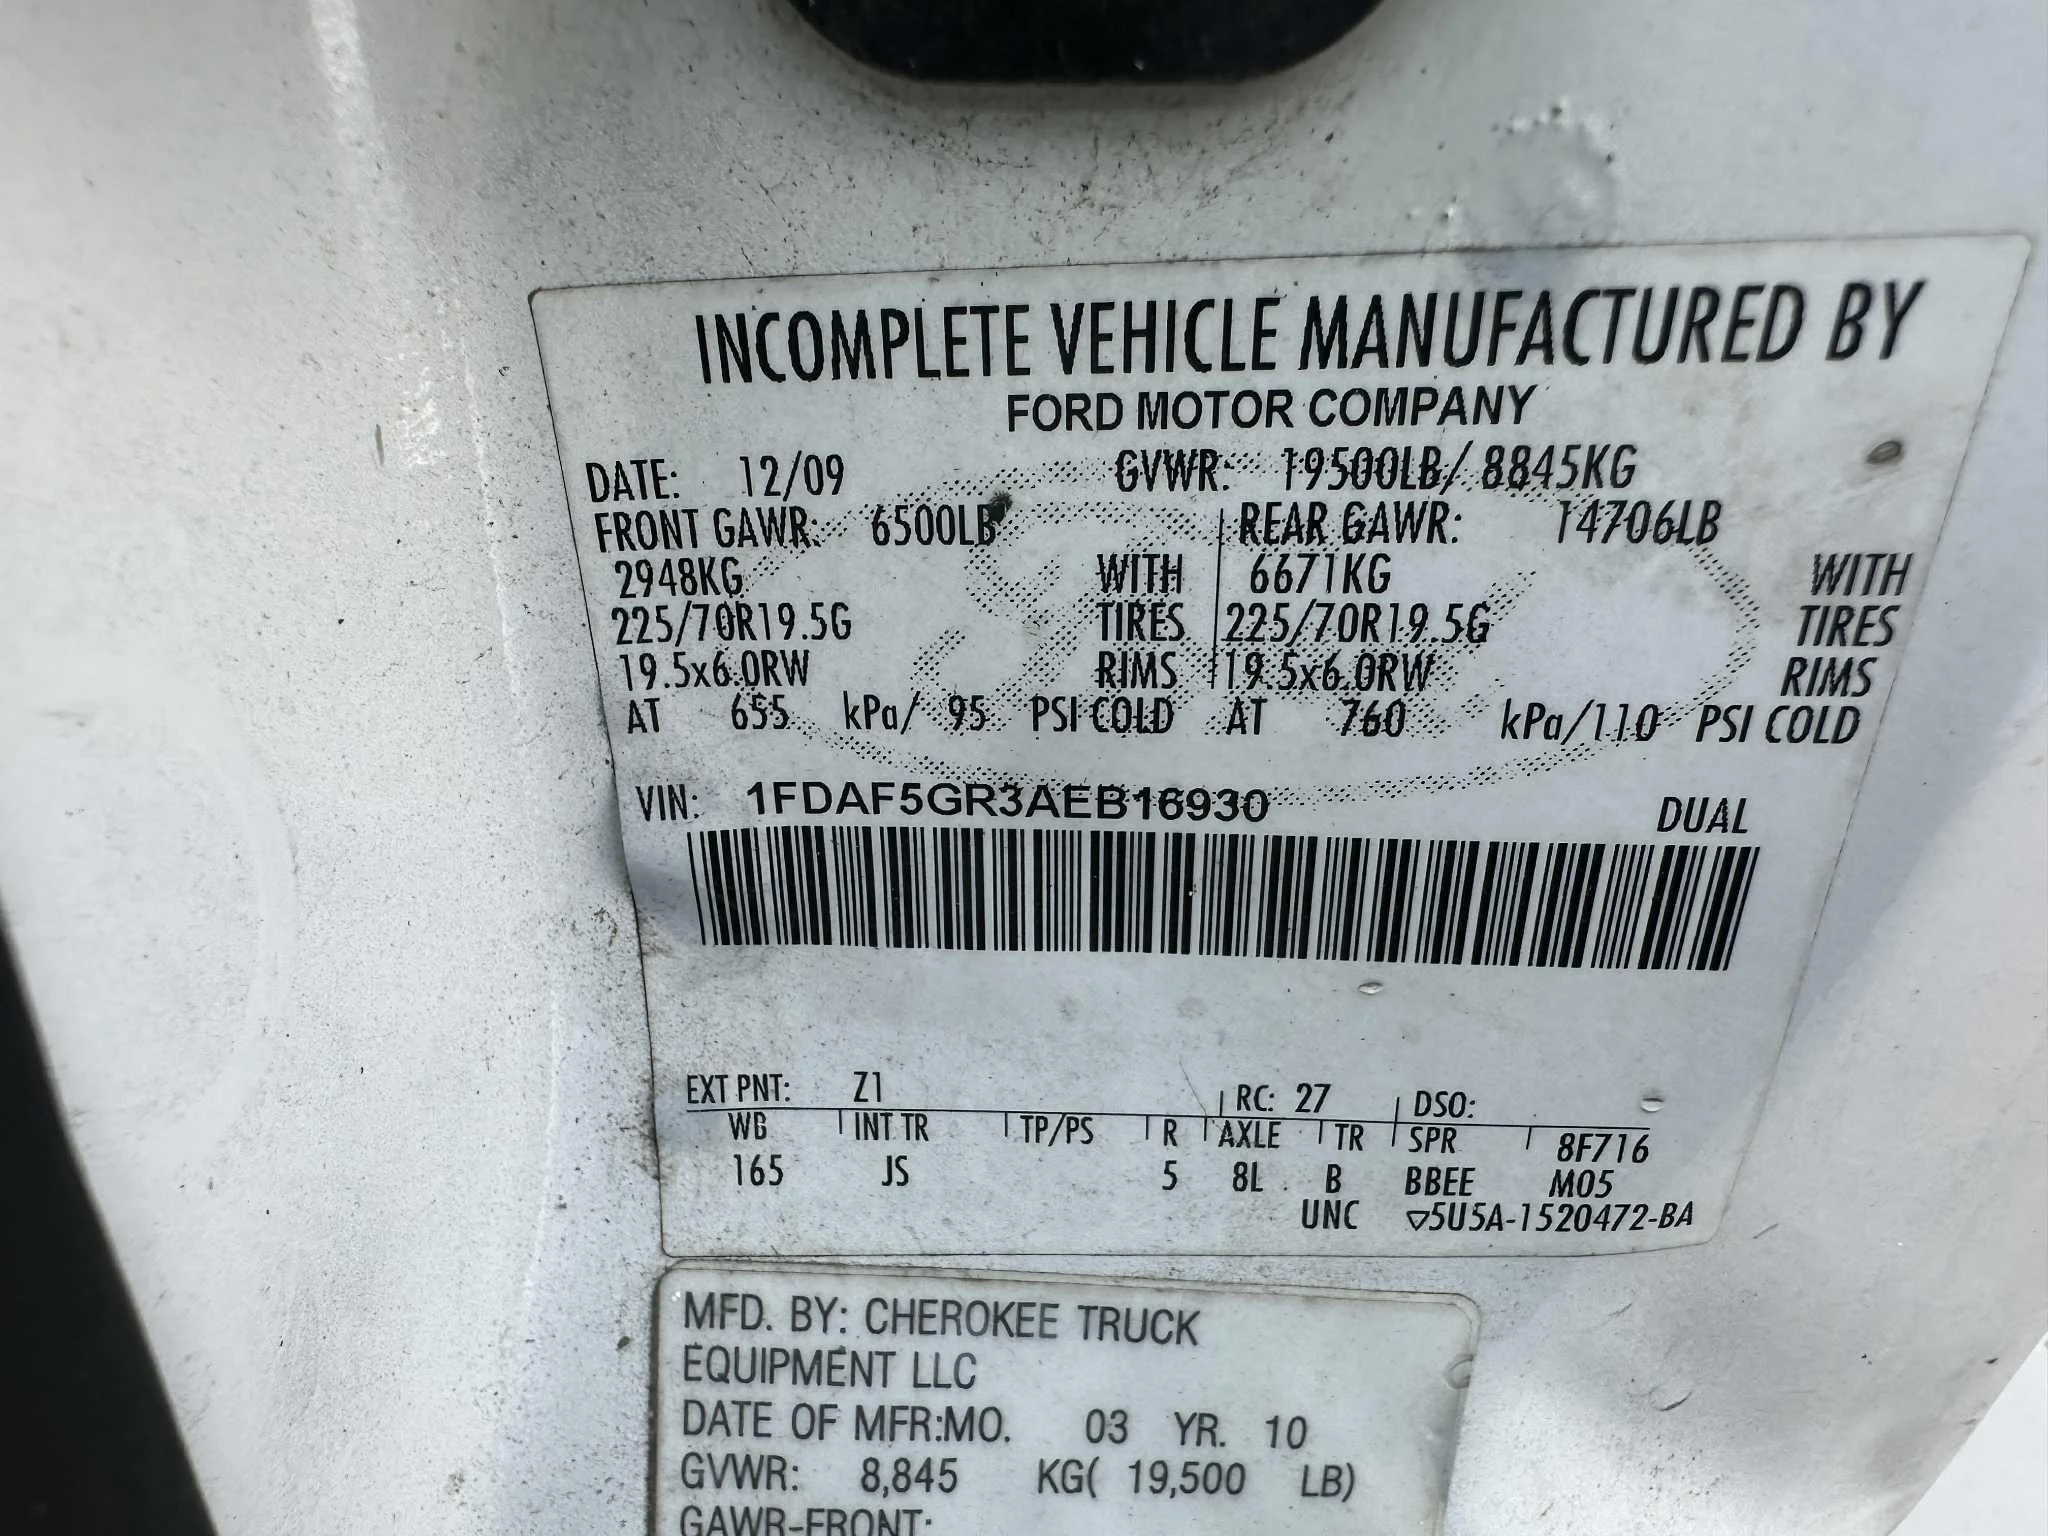 INCOMPLETE VEHICLE MANUFACTURED BY
FORD MOTOR COMPANY
DATE: 12/09 GVWR: 19500LB/ 8845KG
FRONT GAWR: 6500LB REAR GAWR: 14706LB
2948KG WITH 6671KG WITH
225/70R19.5G TIRES 225/70R19.5G TIRES
19.5x6.0RW RIMS 19.5x6.0RW RIMS
AT 655 kPa/ 95 PSI COLD AT 760 kPa/110 PSI COLD
VIN: 1FDAF5GR3AEB16930 DUAL
EXT PNT: Z1 RC: 27 DSO:
WB INT TR TP/PS R AXLE TR SPR 8F716
165 JS 5 8L B BBEE M05
UNC ▽5U5A-1520472-BA
MFD. BY: CHEROKEE TRUCK
EQUIPMENT LLC
DATE OF MFR:MO. 03 YR. 10
GVWR: 8,845 KG( 19,500 LB)
GAWR-FRONT: